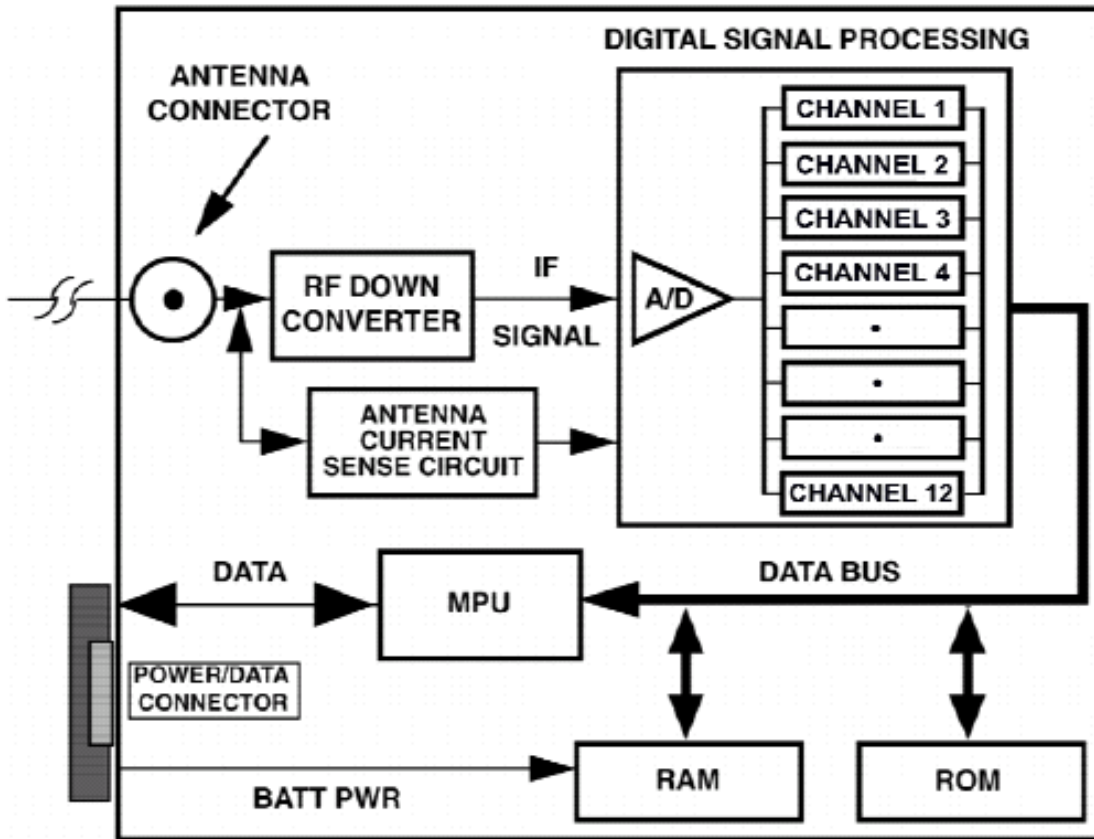 DIGITAL SIGNAL PROCESSING
ANTENNA
CONNECTOR
CHANNEL 1
CHANNEL 2
CHANNEL 3
CHANNEL 4
CHANNEL 12
RF DOWN
CONVERTER
IF
SIGNAL
A/D
ANTENNA
CURRENT
SENSE CIRCUIT
DATA
MPU
DATA BUS
POWER/DATA
CONNECTOR
BATT PWR
RAM
ROM